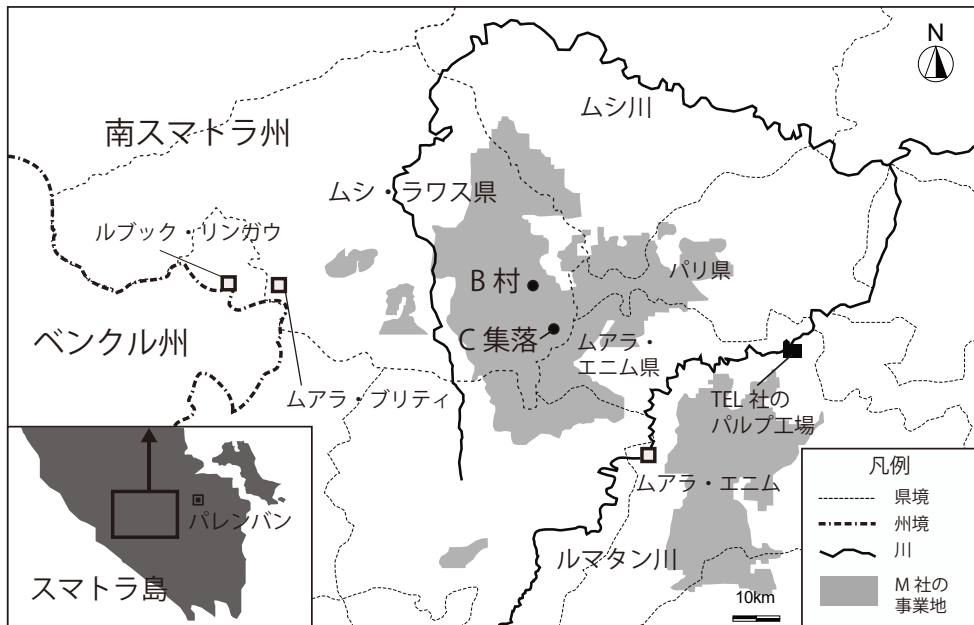 N
ムシ川
南スマトラ州
ムシ・ラワス県
ルブック・リンガウ
パリ県
B 村
ベンクル州
C 集落
ムアラ・
エニム県
ムアラ・ブリティ
TEL 社の
パルプ工場
ムアラ・エニム
パレンバン
ルマタン川
スマトラ島
10km
凡例
県境
州境
川
M 社の
事業地